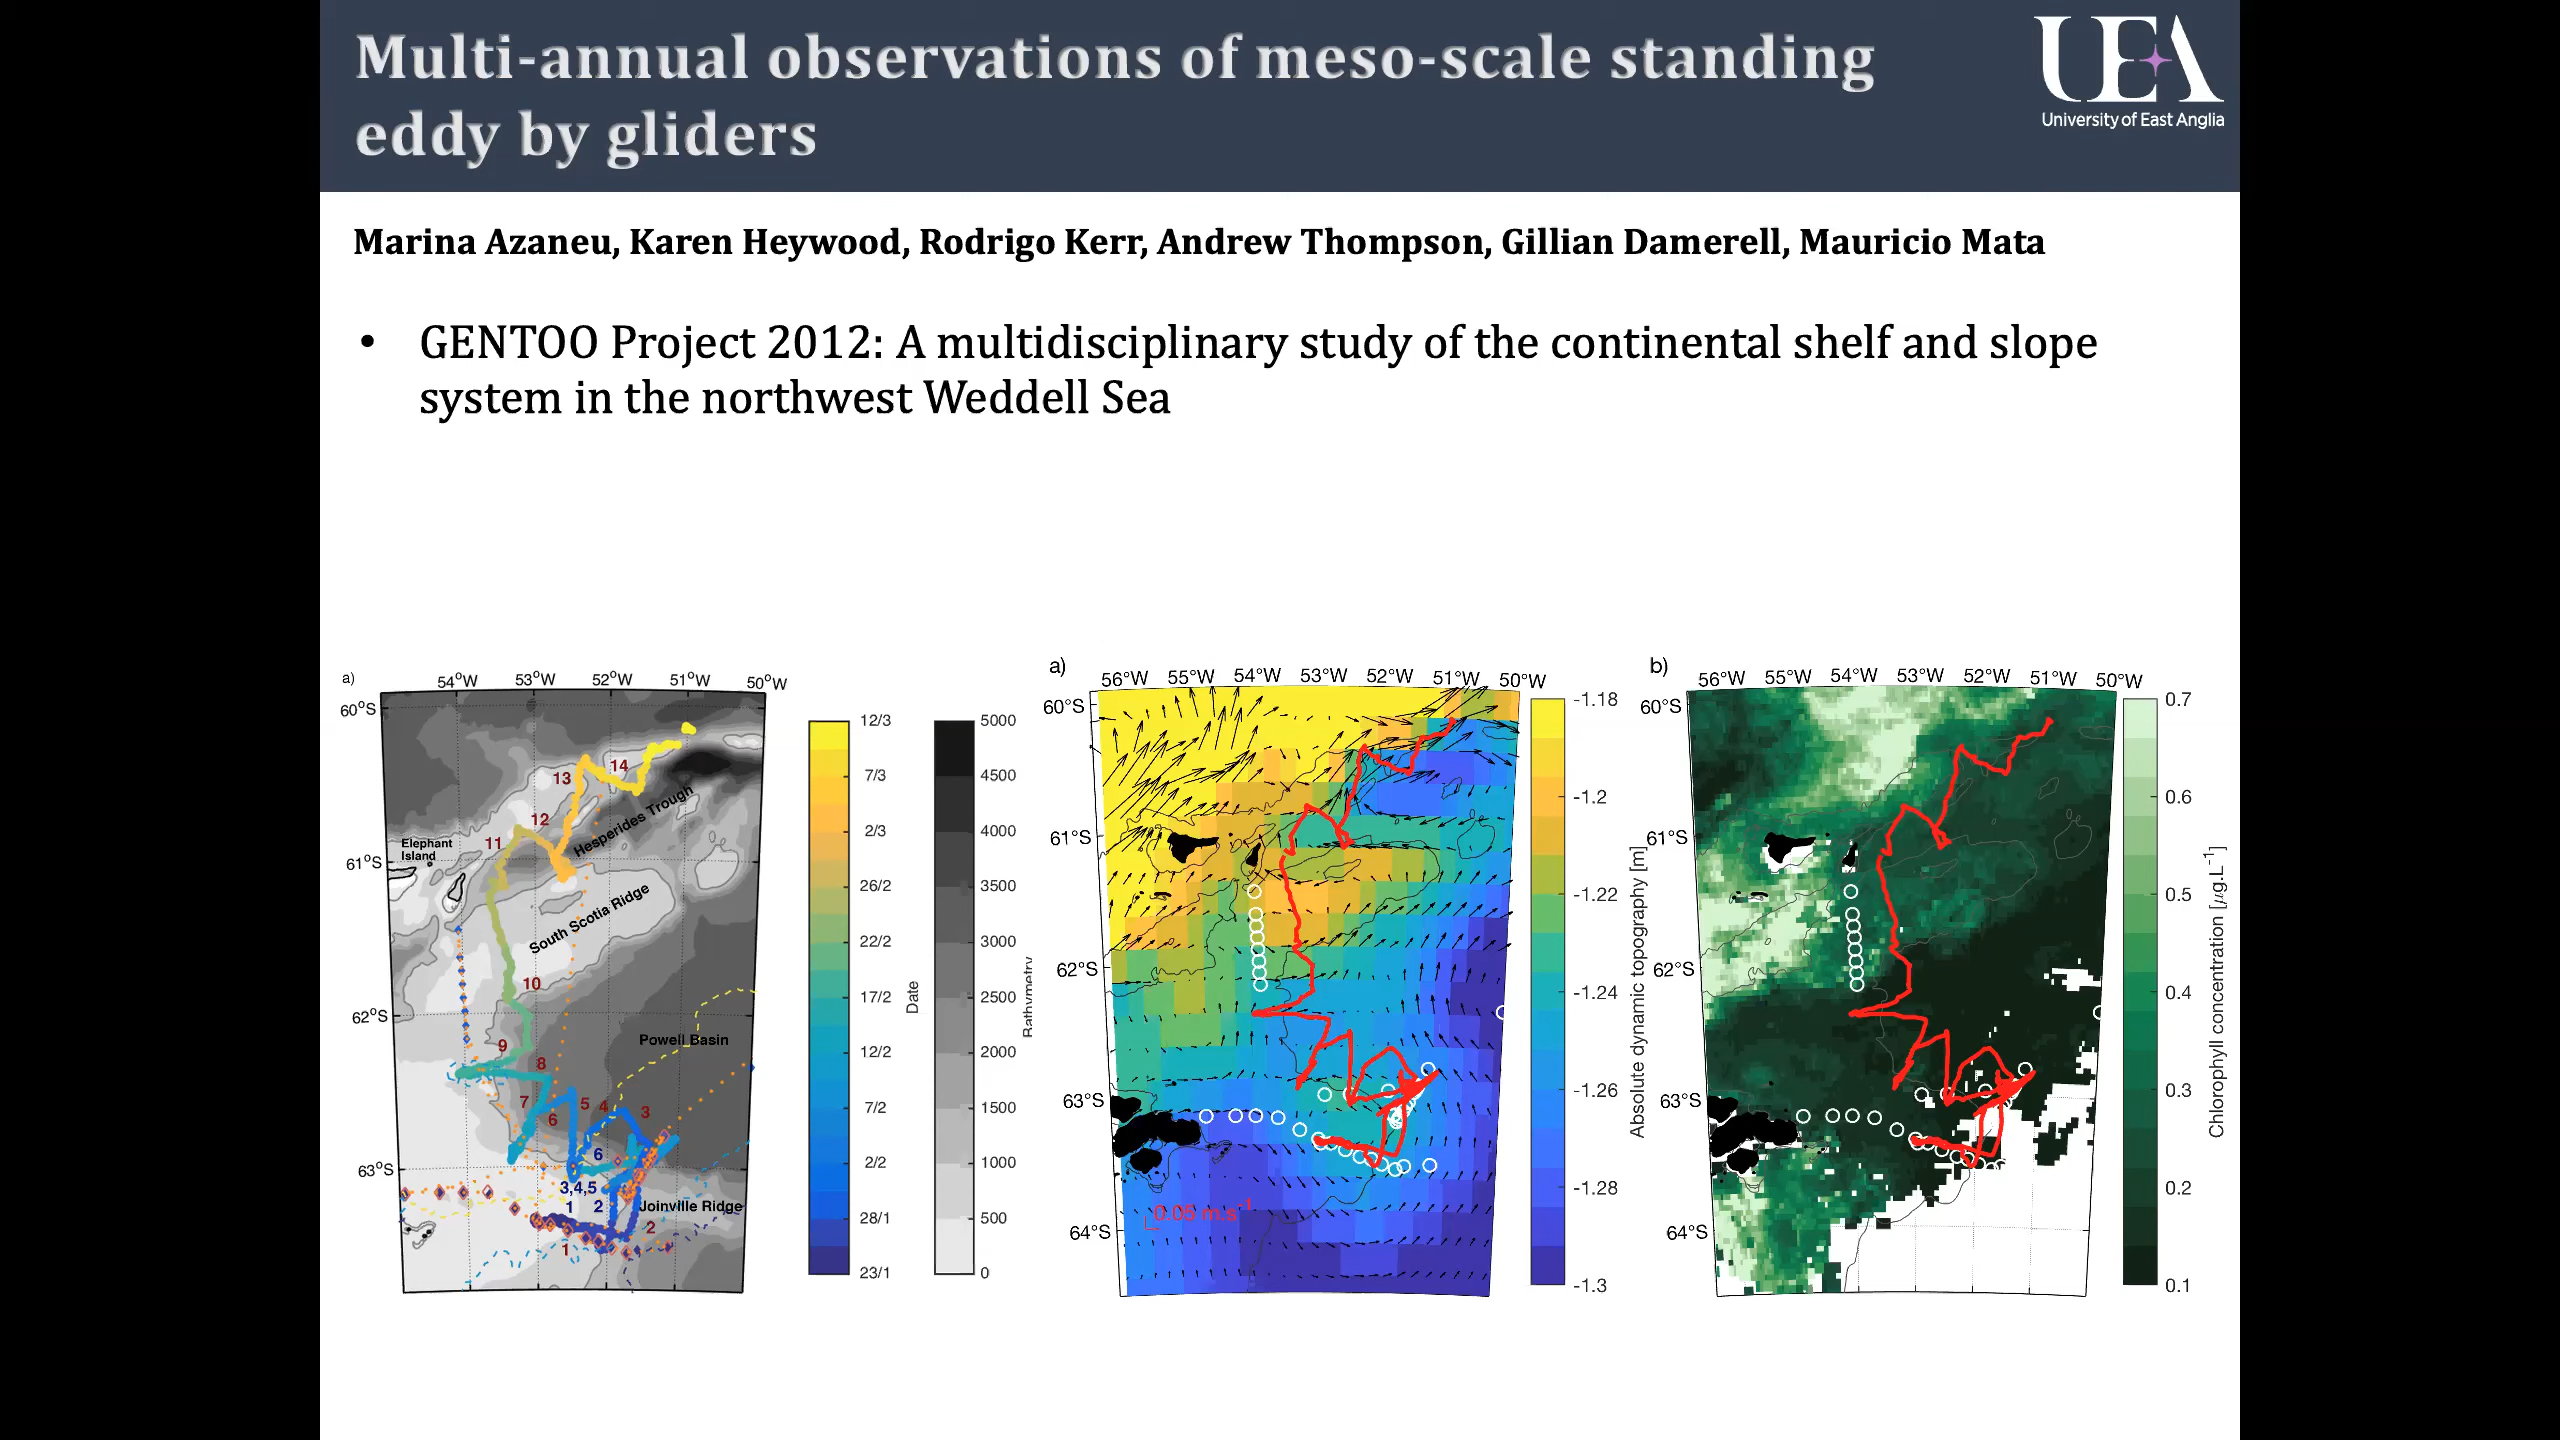 Multi-annual observations of meso-scale standing
eddy by gliders
UEA
University of East Anglia
Marina Azaneu, Karen Heywood, Rodrigo Kerr, Andrew Thompson, Gillian Damerell, Mauricio Mata
• GENTOO Project 2012: A multidisciplinary study of the continental shelf and slope
system in the northwest Weddell Sea
a)
54°W 53°W 52°W 51°W 50°W
60°S
61°S
62°S
63°S
Elephant
Island
Hesperides Trough
South Scotia Ridge
Powell Basin
Joinville Ridge
14
13
12
11
10
9
8
7
6
5
4
3
6
3,4,5
1 2
2
1
12/3
7/3
2/3
26/2
22/2
17/2
12/2
7/2
2/2
28/1
23/1
Date
5000
4500
4000
3500
3000
2500
2000
1500
1000
500
0
Bathymetry
a)
56°W 55°W 54°W 53°W 52°W 51°W 50°W
60°S
61°S
62°S
63°S
64°S
0.05 m.s⁻¹
-1.18
-1.2
-1.22
-1.24
-1.26
-1.28
-1.3
Absolute dynamic topography [m]
b)
56°W 55°W 54°W 53°W 52°W 51°W 50°W
60°S
61°S
62°S
63°S
64°S
0.7
0.6
0.5
0.4
0.3
0.2
0.1
Chlorophyll concentration [µg.L⁻¹]